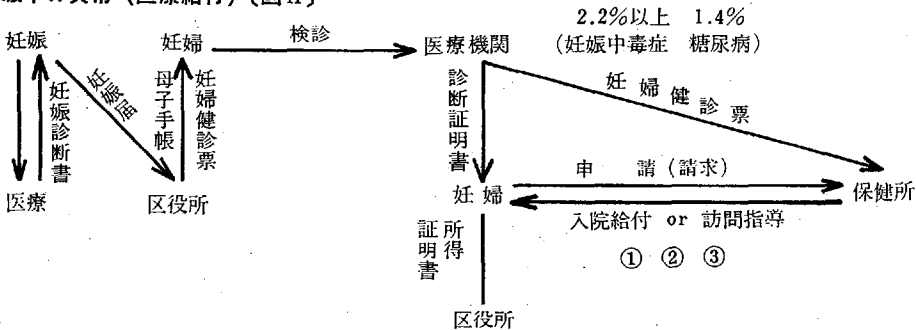 2.2%以上 1.4%
(妊娠中毒症 糖尿病)
妊娠
妊婦
検診
医療機関
妊娠診断書
妊娠届
母子手帳
妊婦健診票
診断証明書
妊婦健診票
医療
区役所
妊婦
申 請(請求)
保健所
入院給付 or 訪問指導
① ② ③
所得
証明書
区役所